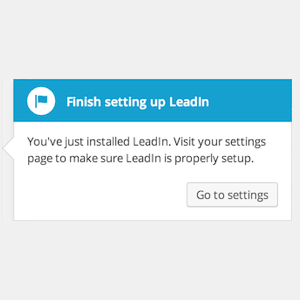 Finish setting up LeadIn
You've just installed LeadIn. Visit your settings
page to make sure LeadIn is properly setup.
Go to settings